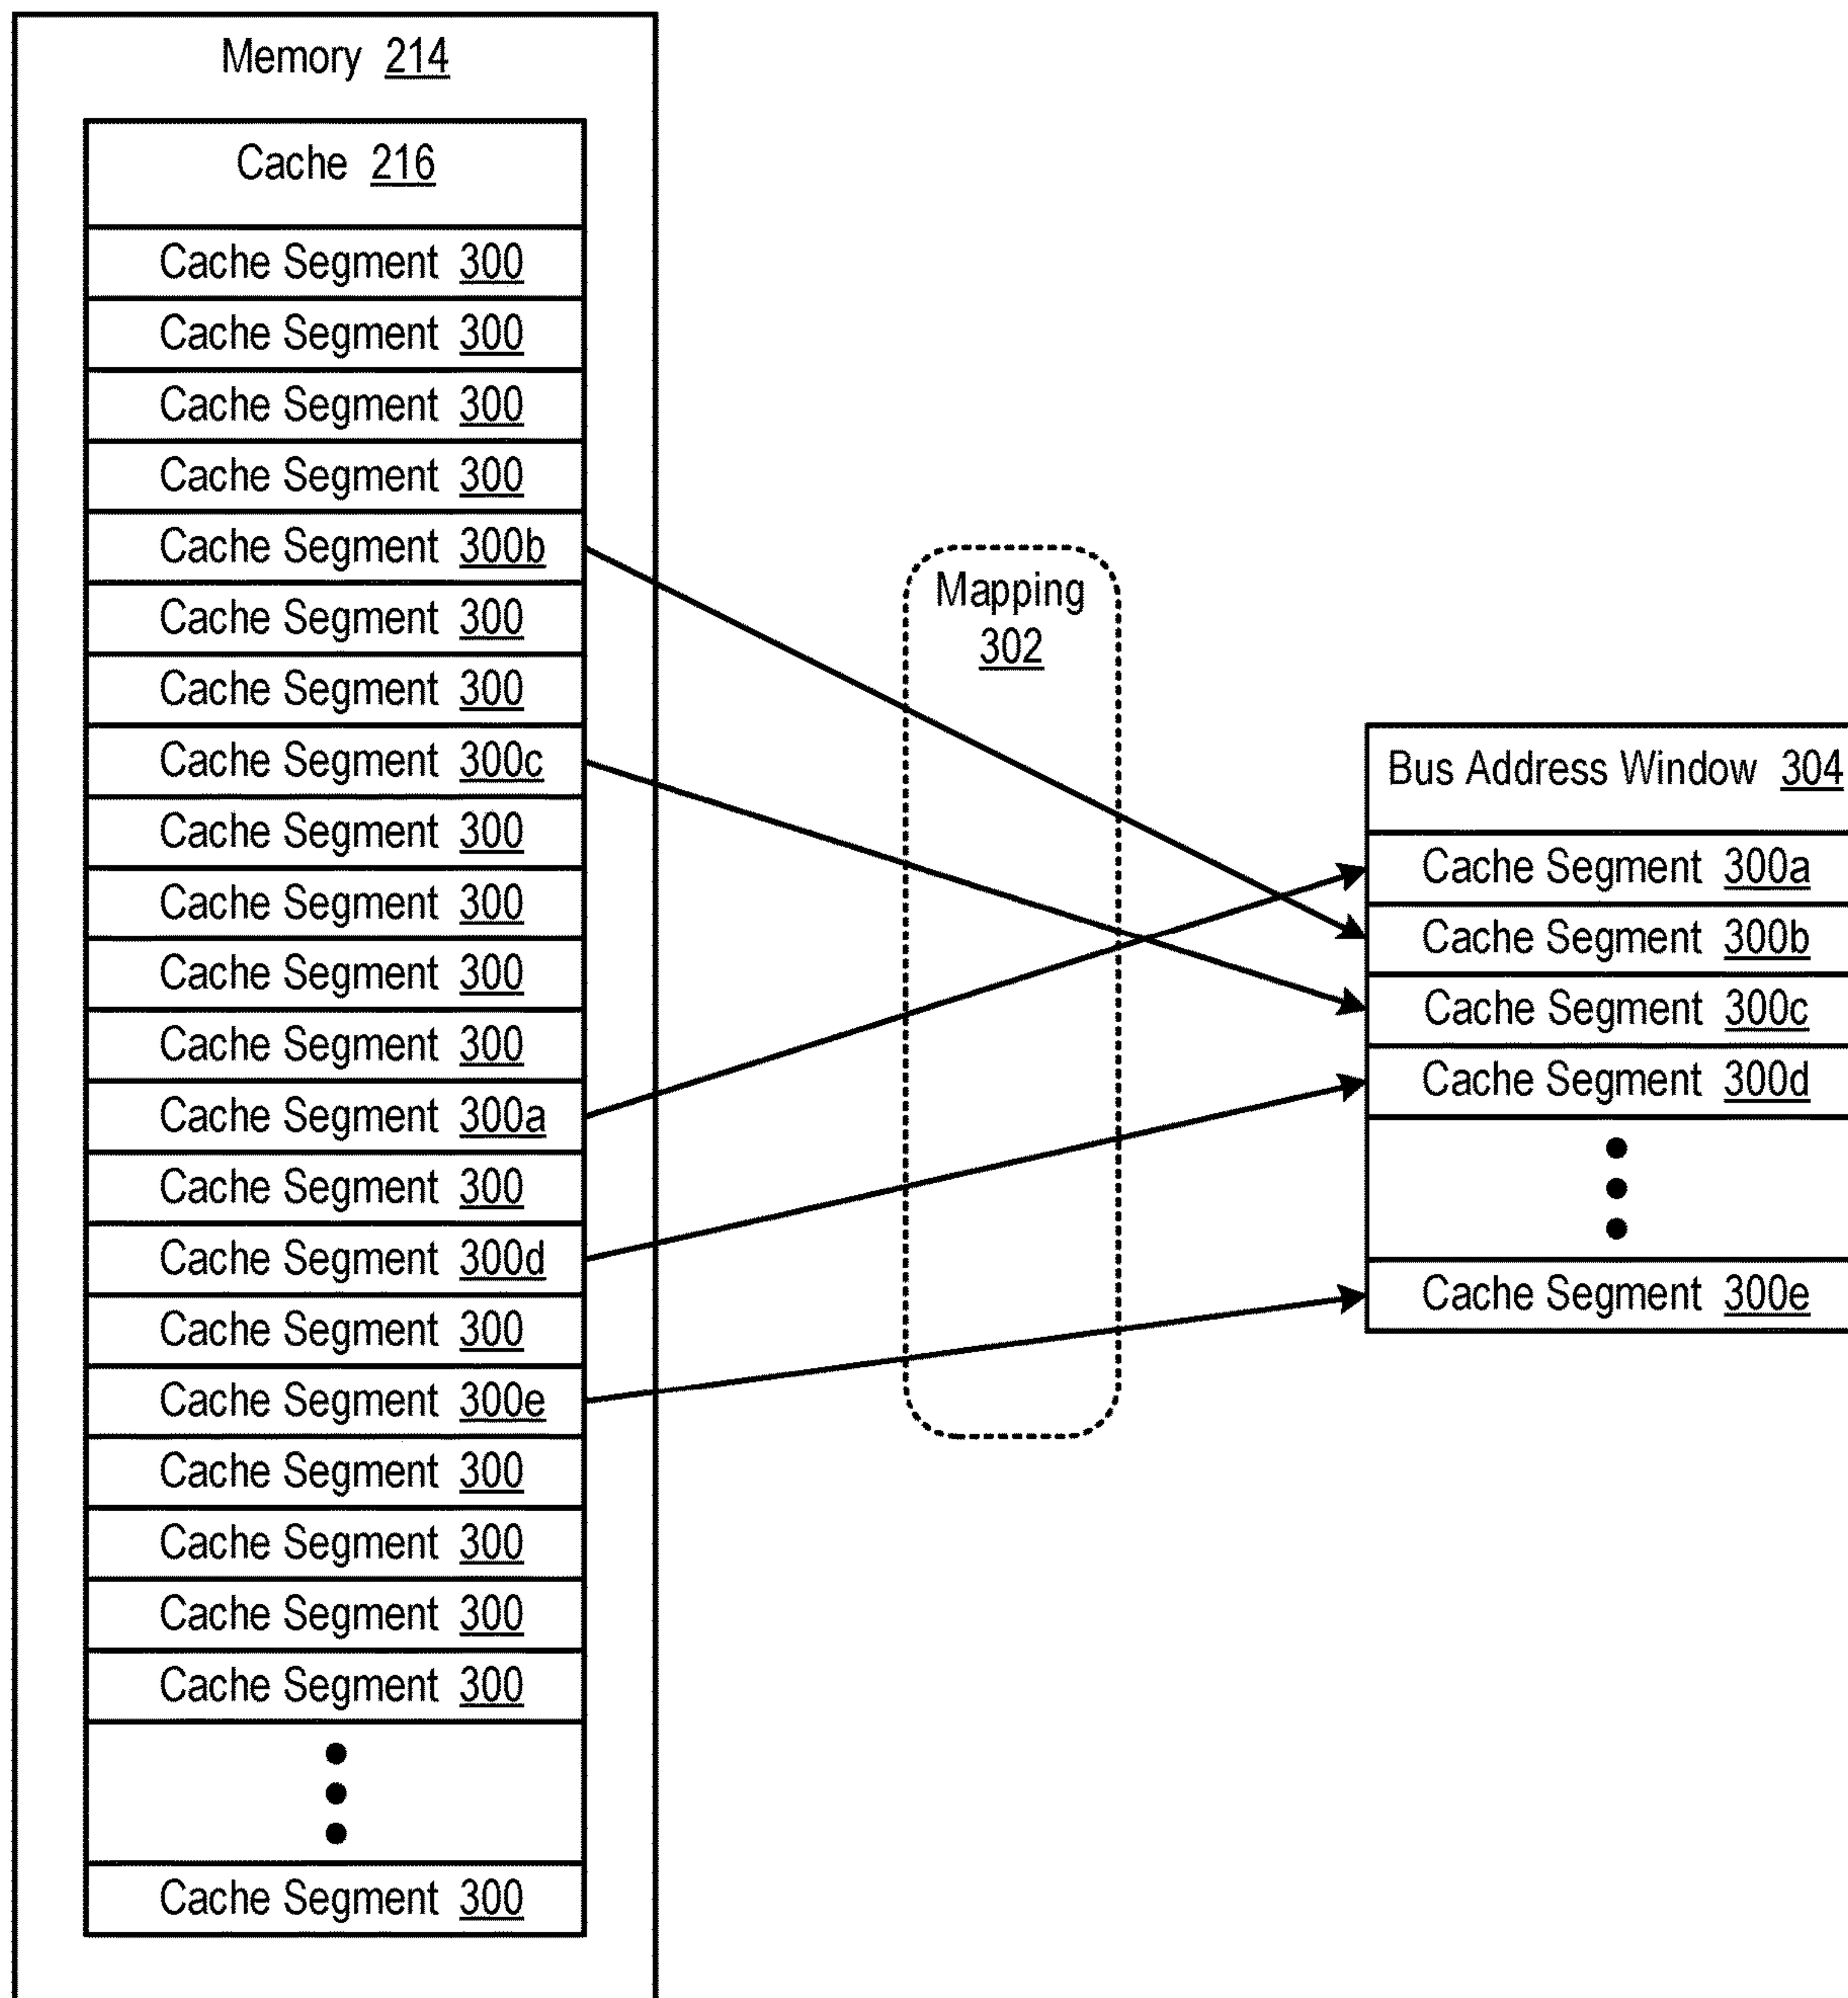 Memory 214
Cache 216
Cache Segment 300
Cache Segment 300
Cache Segment 300
Cache Segment 300
Cache Segment 300b
Cache Segment 300
Cache Segment 300
Cache Segment 300c
Cache Segment 300
Cache Segment 300
Cache Segment 300
Cache Segment 300
Cache Segment 300a
Cache Segment 300
Cache Segment 300d
Cache Segment 300
Cache Segment 300e
Cache Segment 300
Cache Segment 300
Cache Segment 300
Cache Segment 300
Cache Segment 300
Mapping
302
Bus Address Window 304
Cache Segment 300a
Cache Segment 300b
Cache Segment 300c
Cache Segment 300d
Cache Segment 300e